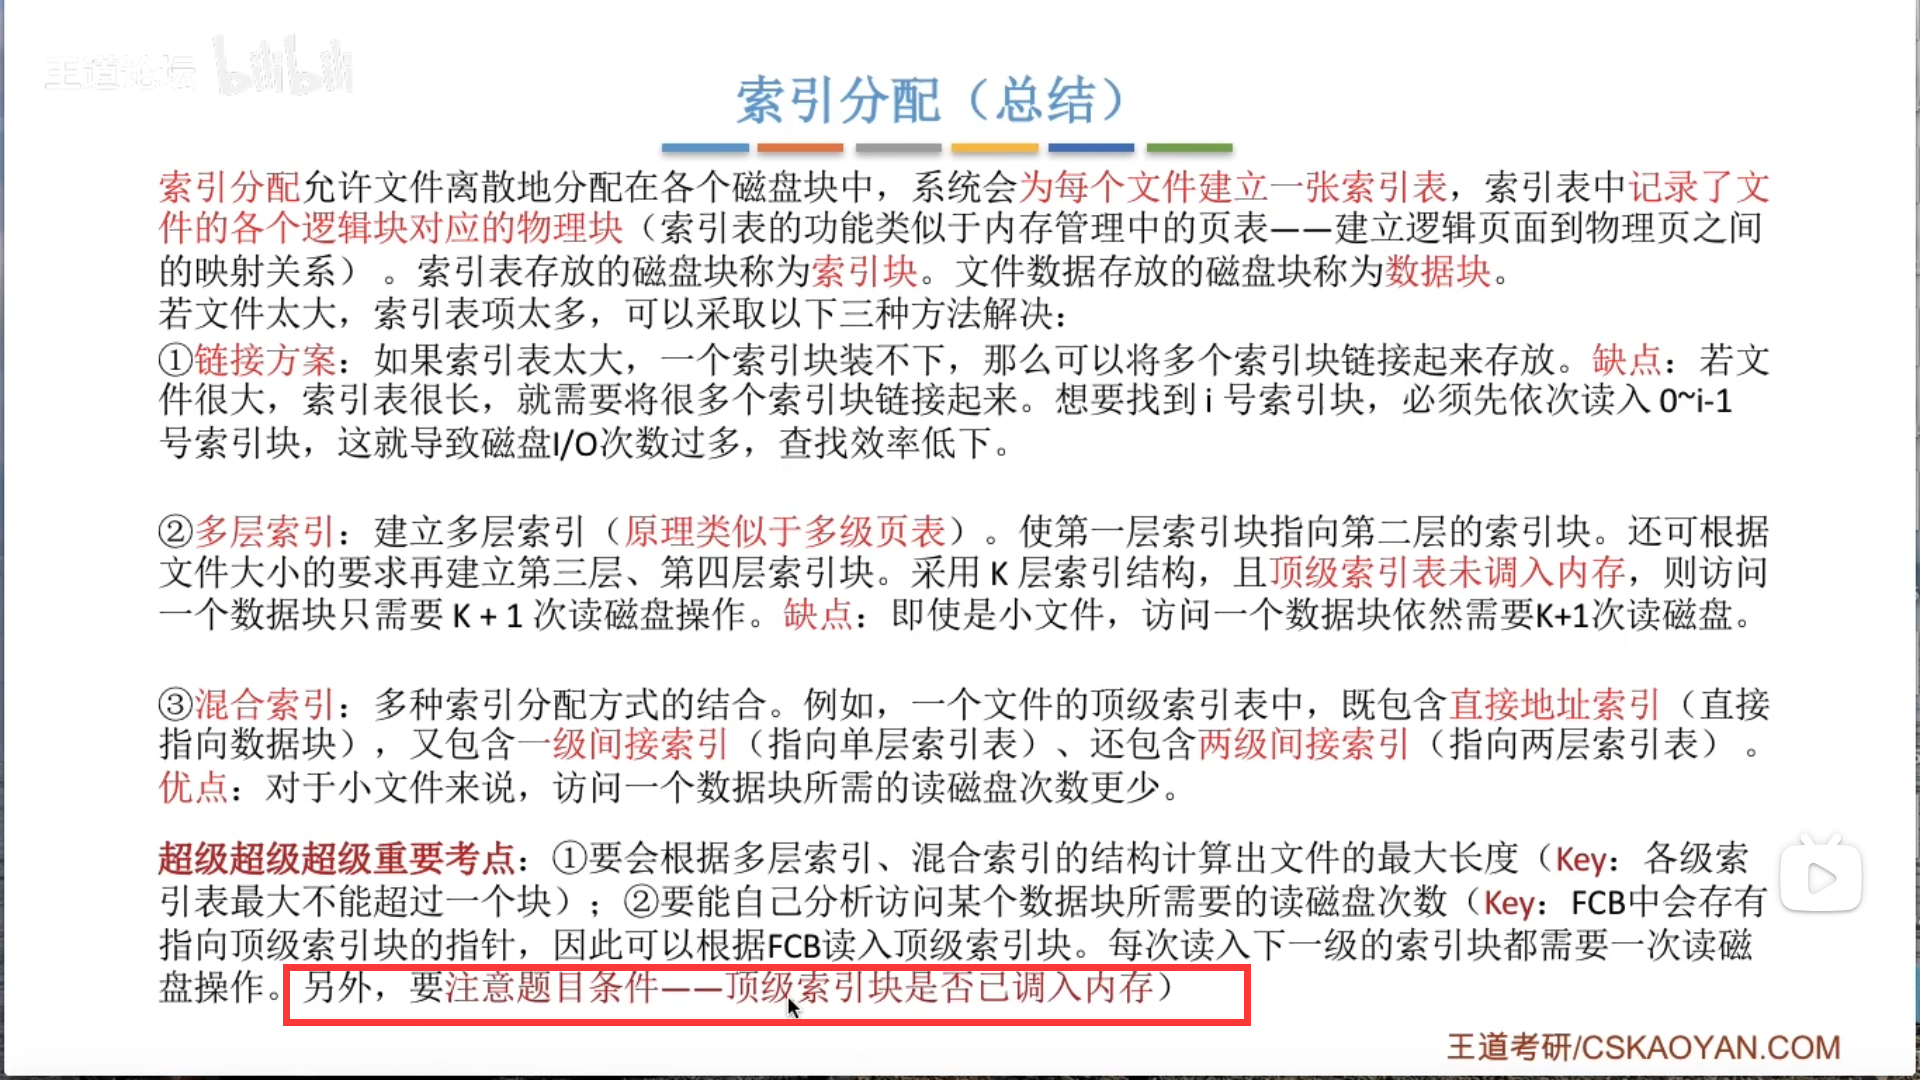 王道论坛 bilibili
索引分配（总结）
索引分配允许文件离散地分配在各个磁盘块中，系统会为每个文件建立一张索引表，索引表中记录了文
件的各个逻辑块对应的物理块（索引表的功能类似于内存管理中的页表——建立逻辑页面到物理页之间
的映射关系）。索引表存放的磁盘块称为索引块。文件数据存放的磁盘块称为数据块。
若文件太大，索引表项太多，可以采取以下三种方法解决：
①链接方案：如果索引表太大，一个索引块装不下，那么可以将多个索引块链接起来存放。缺点：若文
件很大，索引表很长，就需要将很多个索引块链接起来。想要找到 i 号索引块，必须先依次读入 0~i-1
号索引块，这就导致磁盘I/O次数过多，查找效率低下。
②多层索引：建立多层索引（原理类似于多级页表）。使第一层索引块指向第二层的索引块。还可根据
文件大小的要求再建立第三层、第四层索引块。采用 K 层索引结构，且顶级索引表未调入内存，则访问
一个数据块只需要 K + 1 次读磁盘操作。缺点：即使是小文件，访问一个数据块依然需要K+1次读磁盘。
③混合索引：多种索引分配方式的结合。例如，一个文件的顶级索引表中，既包含直接地址索引（直接
指向数据块），又包含一级间接索引（指向单层索引表）、还包含两级间接索引（指向两层索引表）。
优点：对于小文件来说，访问一个数据块所需的读磁盘次数更少。
超级超级超级重要考点：①要会根据多层索引、混合索引的结构计算出文件的最大长度（Key：各级索
引表最大不能超过一个块）；②要能自己分析访问某个数据块所需要的读磁盘次数（Key：FCB中会存有
指向顶级索引块的指针，因此可以根据FCB读入顶级索引块。每次读入下一级的索引块都需要一次读磁
盘操作。另外，要注意题目条件——顶级索引块是否已调入内存）
王道考研/CSKAOYAN.COM